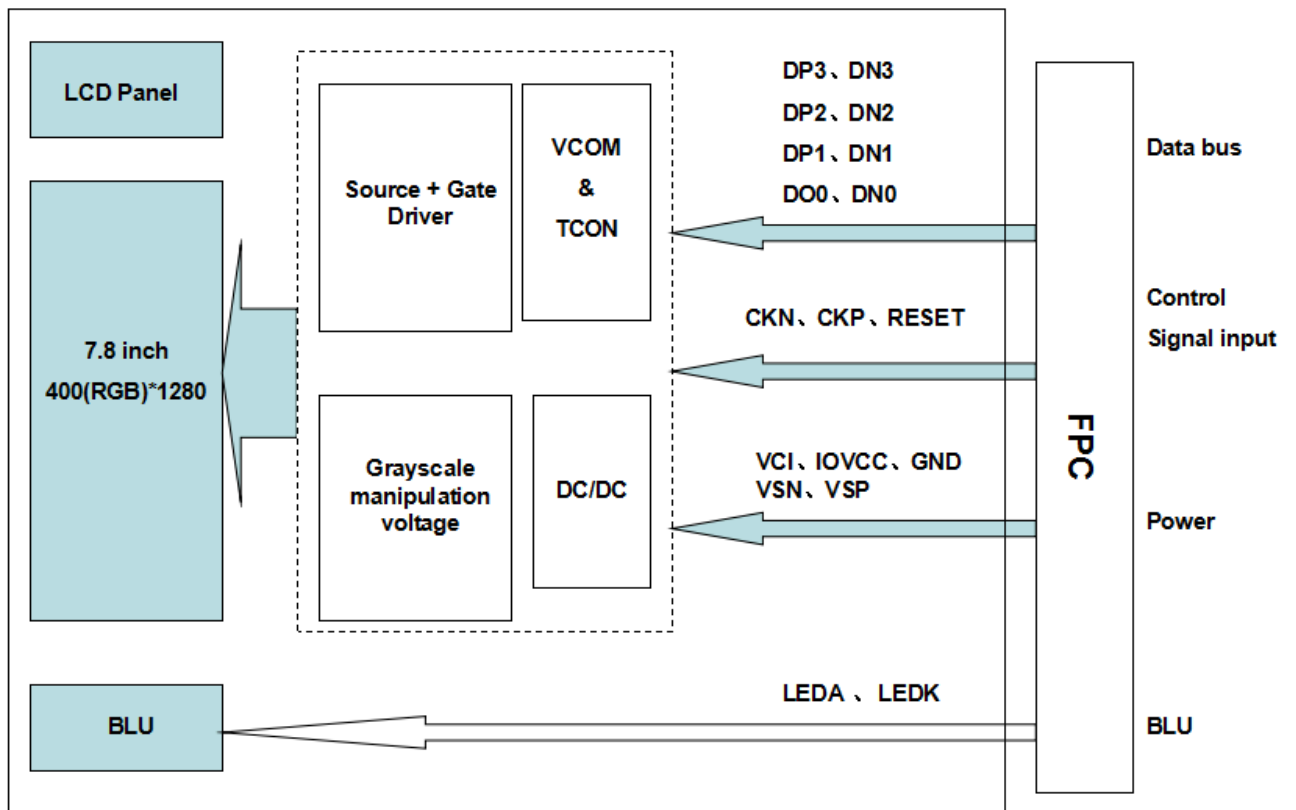 LCD Panel
7.8 inch
400(RGB)*1280
BLU
Source + Gate
Driver
VCOM
&
TCON
Grayscale
manipulation
voltage
DC/DC
DP3、DN3
DP2、DN2
DP1、DN1
DO0、DN0
CKN、CKP、RESET
VCI、IOVCC、GND
VSN、VSP
LEDA 、 LEDK
FPC
Data bus
Control
Signal input
Power
BLU